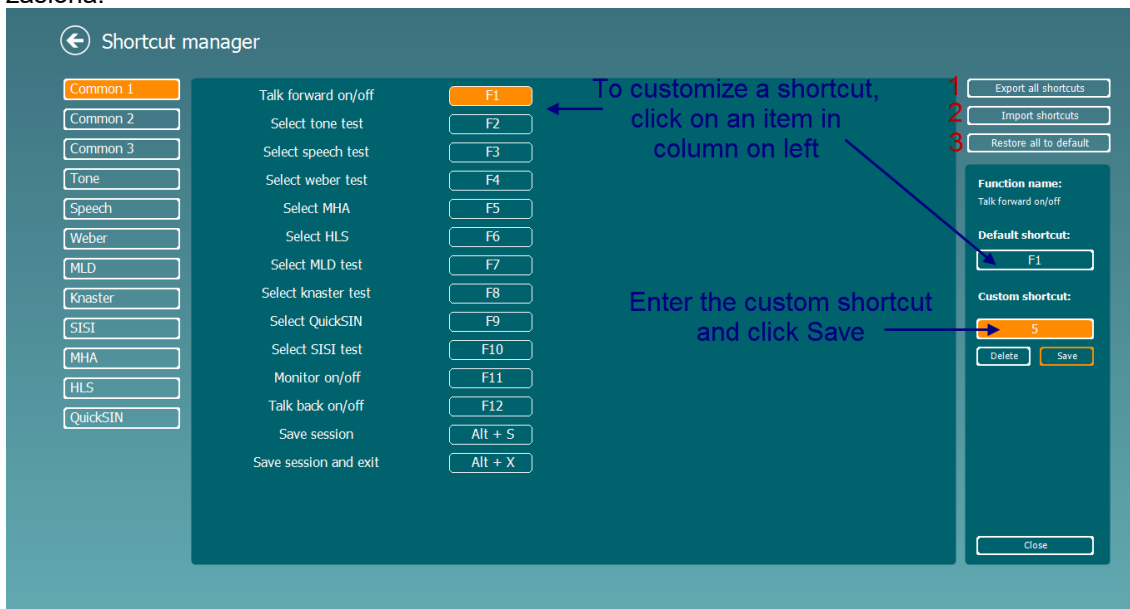 Shortcut manager
Common 1
Common 2
Common 3
Tone
Speech
Weber
MLD
Knaster
SISI
MHA
HLS
QuickSIN
Talk forward on/off F1
Select tone test F2
Select speech test F3
Select weber test F4
Select MHA F5
Select HLS F6
Select MLD test F7
Select knaster test F8
Select QuickSIN F9
Select SISI test F10
Monitor on/off F11
Talk back on/off F12
Save session Alt + S
Save session and exit Alt + X
To customize a shortcut,
click on an item in
column on left
Enter the custom shortcut
and click Save
1 Export all shortcuts
2 Import shortcuts
3 Restore all to default
Function name:
Talk forward on/off
Default shortcut:
F1
Custom shortcut:
5
Delete Save
Close